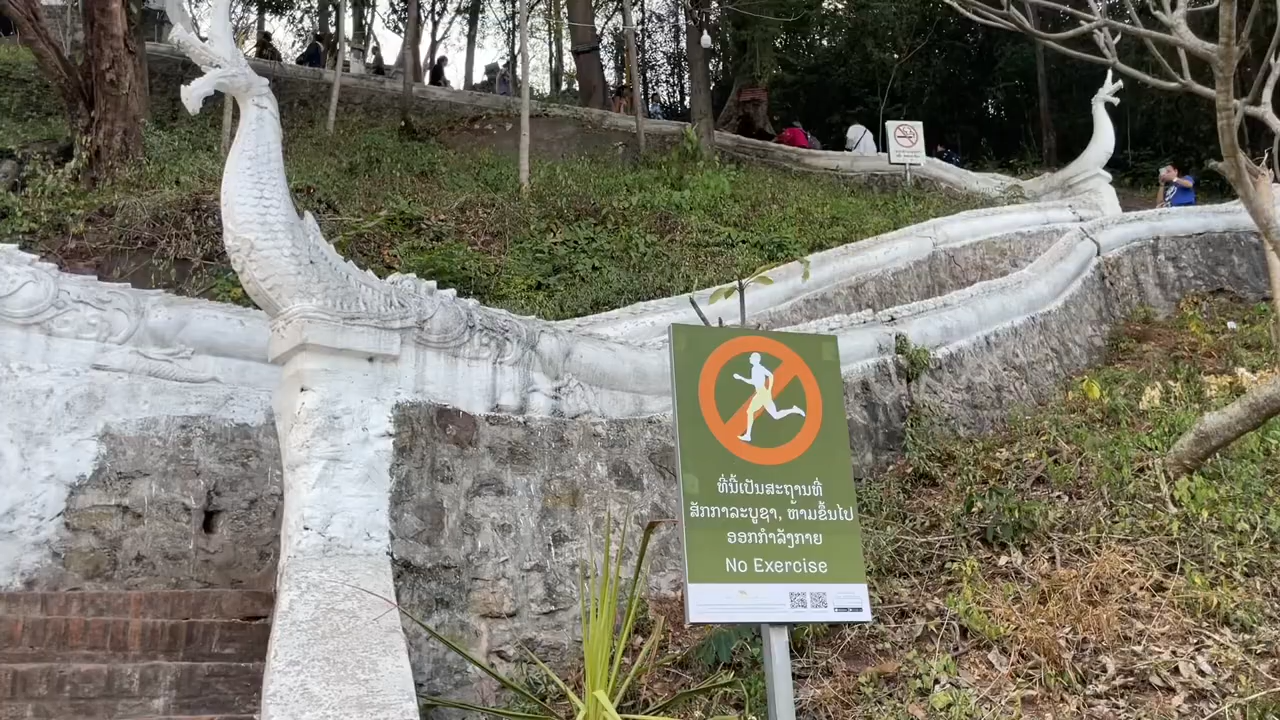 ທີ່ນີ້ເປັນສະຖານທີ່
ສັກກາລະບູຊາ, ຫ້າມຂຶ້ນໄປ
ອອກກຳລັງກາຍ
No Exercise